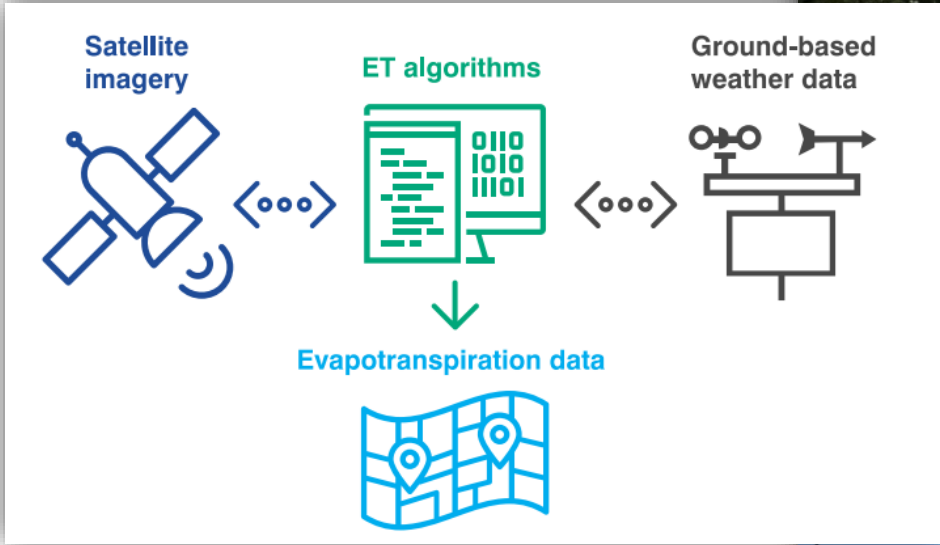 Satellite
imagery
ET algorithms
Ground-based
weather data
0110
1010
11101
Evapotranspiration data